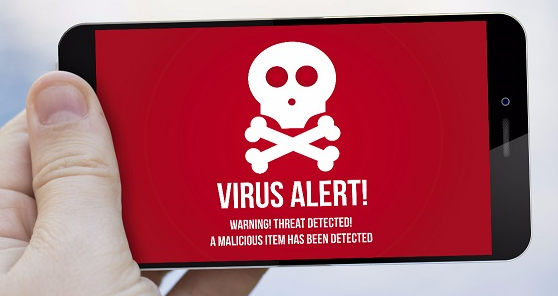 VIRUS ALERT!
WARNING! THREAT DETECTED!
A MALICIOUS ITEM HAS BEEN DETECTED